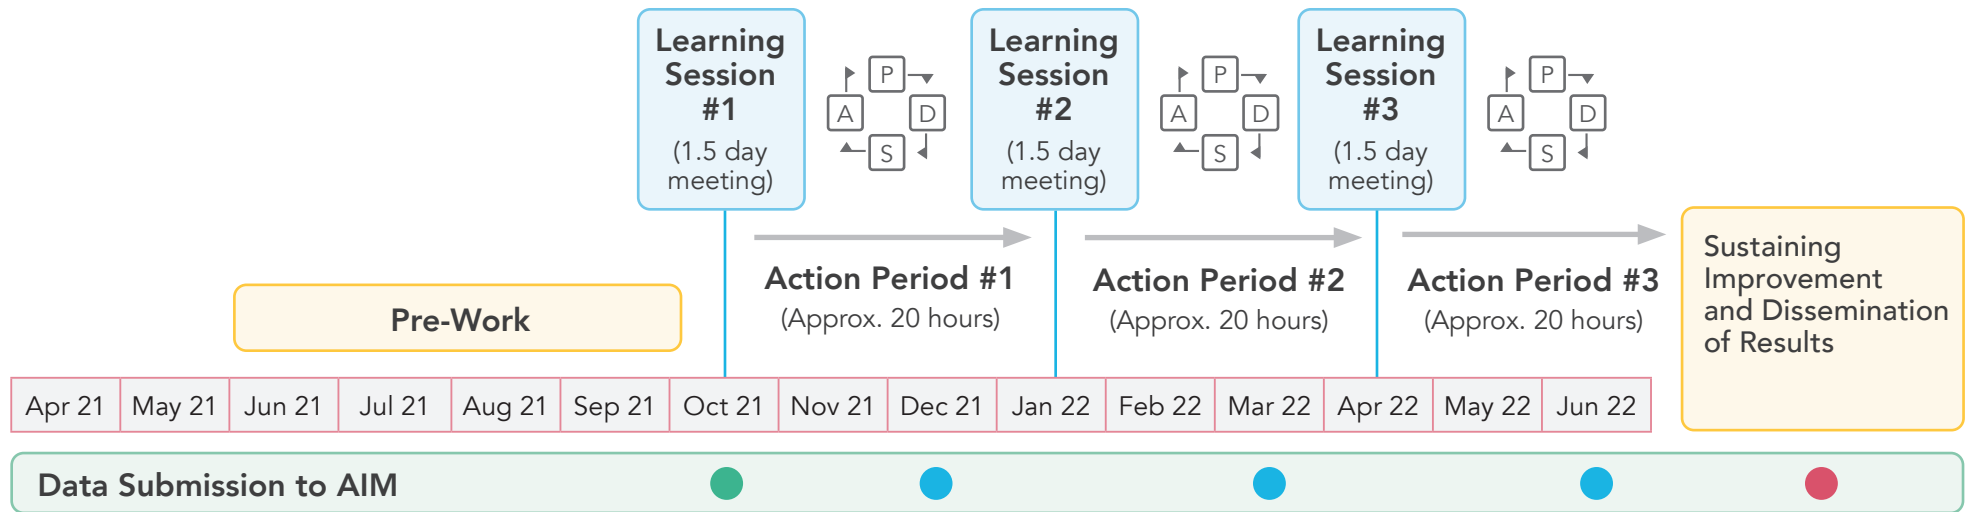 Learning
Session
#1
(1.5 day
meeting)
P
A
D
S
Learning
Session
#2
(1.5 day
meeting)
P
A
D
S
Learning
Session
#3
(1.5 day
meeting)
P
A
D
S
Pre-Work
Action Period #1
(Approx. 20 hours)
Action Period #2
(Approx. 20 hours)
Action Period #3
(Approx. 20 hours)
Sustaining
Improvement
and Dissemination
of Results
Apr 21 May 21 Jun 21 Jul 21 Aug 21 Sep 21 Oct 21 Nov 21 Dec 21 Jan 22 Feb 22 Mar 22 Apr 22 May 22 Jun 22
Data Submission to AIM